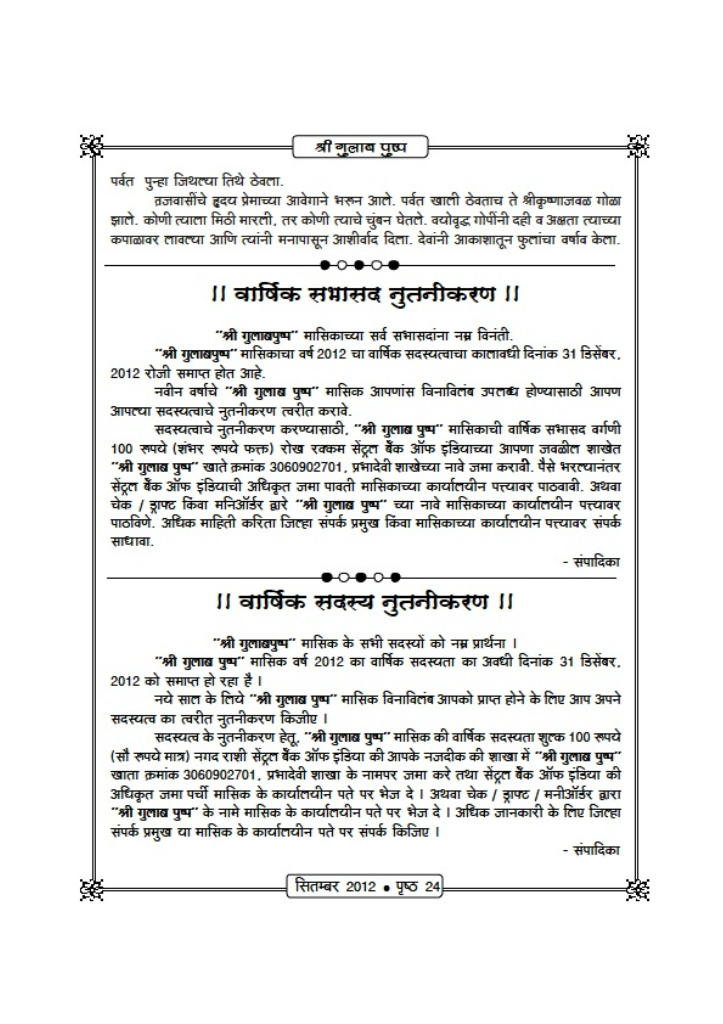 श्री गुलाब पुष्प
पर्वत पुन्हा जिथल्या तिथे ठेवला.
व्रजवासींचे हृदय प्रेमाच्या आवेगाने भरून आले. पर्वत खाली ठेवताच ते श्रीकृष्णाजवळ गोळा
झाले. कोणी त्याला मिठी मारली, तर कोणी त्याचे चुंबन घेतले. वयोवृद्ध गोपींनी दही व अक्षता त्याच्या
कपाळावर लावल्या आणि त्यांनी मनापासून आशीर्वाद दिला. देवांनी आकाशातून फुलांचा वर्षाव केला.
।। वार्षिक सभासद नुतनीकरण ।।
"श्री गुलाबपुष्प" मासिकाच्या सर्व सभासदांना नम्र विनंती.
"श्री गुलाबपुष्प" मासिकाचा वर्ष 2012 चा वार्षिक सदस्यत्वाचा कालावधी दिनांक 31 डिसेंबर,
2012 रोजी समाप्त होत आहे.
नवीन वर्षाचे "श्री गुलाब पुष्प" मासिक आपणांस विनाविलंब उपलब्ध होण्यासाठी आपण
आपल्या सदस्यत्वाचे नुतनीकरण त्वरीत करावे.
सदस्यत्वाचे नुतनीकरण करण्यासाठी, "श्री गुलाब पुष्प" मासिकाची वार्षिक सभासद वर्गणी
100 रुपये (शंभर रूपये फक्त) रोख रक्कम सेंट्रल बँक ऑफ इंडियाच्या आपणा जवळील शाखेत
"श्री गुलाब पुष्प" खाते क्रमांक 3060902701, प्रभादेवी शाखेच्या नावे जमा करावी. पैसे भरल्यानंतर
सेंट्रल बँक ऑफ इंडियाची अधिकृत जमा पावती मासिकाच्या कार्यालयीन पत्त्यावर पाठवावी. अथवा
चेक / ड्राफ्ट किंवा मनिऑर्डर द्वारे "श्री गुलाब पुष्प" च्या नावे मासिकाच्या कार्यालयीन पत्त्यावर
पाठविणे. अधिक माहिती करिता जिल्हा संपर्क प्रमुख किंवा मासिकाच्या कार्यालयीन पत्त्यावर संपर्क
साधावा.
- संपादिका
।। वार्षिक सदस्य नुतनीकरण ।।
"श्री गुलाबपुष्प" मासिक के सभी सदस्यों को नम्र प्रार्थना ।
"श्री गुलाब पुष्प" मासिक वर्ष 2012 का वार्षिक सदस्यता का अवधी दिनांक 31 डिसेंबर,
2012 को समाप्त हो रहा है ।
नये साल के लिये "श्री गुलाब पुष्प" मासिक विनाविलंब आपको प्राप्त होने के लिए आप अपने
सदस्यत्व का त्वरीत नुतनीकरण किजीए ।
सदस्यत्व के नुतनीकरण हेतू, "श्री गुलाब पुष्प" मासिक की वार्षिक सदस्यता शुल्क 100 रुपये
(सौ रूपये मात्र) नगद राशी सेंट्रल बँक ऑफ इंडिया की आपके नजदीक की शाखा में "श्री गुलाब पुष्प"
खाता क्रमांक 3060902701, प्रभादेवी शाखा के नामपर जमा करे तथा सेंट्रल बँक ऑफ इंडिया की
अधिकृत जमा पर्ची मासिक के कार्यालयीन पते पर भेज दे । अथवा चेक / ड्राफ्ट / मनीऑर्डर द्वारा
"श्री गुलाब पुष्प" के नामे मासिक के कार्यालयीन पते पर भेज दे । अधिक जानकारी के लिए जिल्हा
संपर्क प्रमुख या मासिक के कार्यालयीन पते पर संपर्क किजिए ।
- संपादिका
सितम्बर 2012 ● पृष्ठ 24